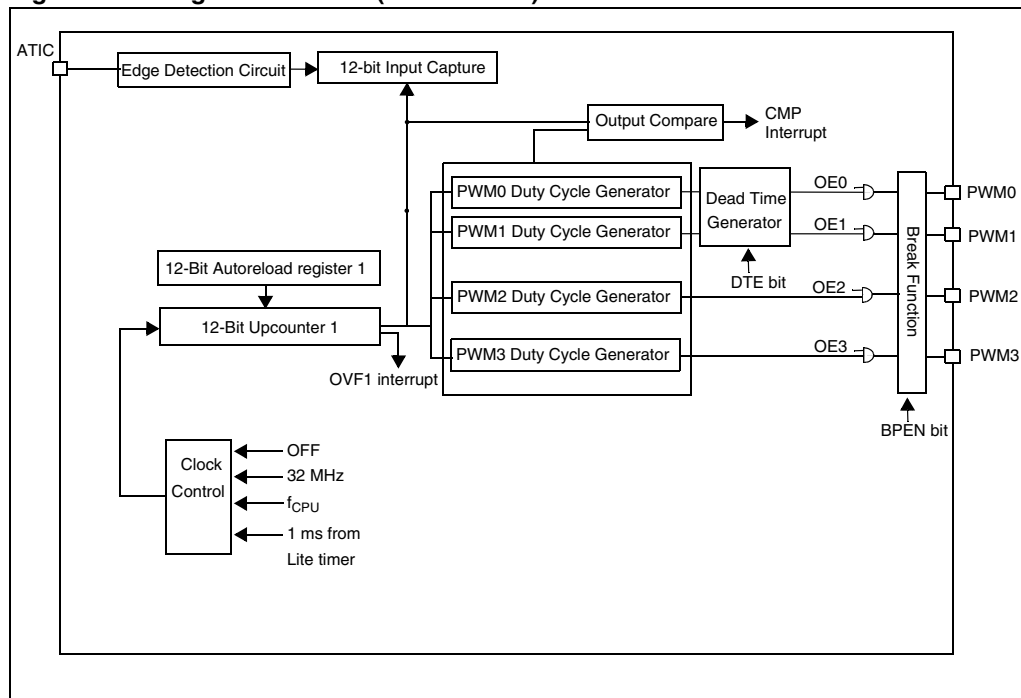 ATIC
Edge Detection Circuit
12-bit Input Capture
Output Compare
CMP
Interrupt
PWM0 Duty Cycle Generator
PWM1 Duty Cycle Generator
PWM2 Duty Cycle Generator
PWM3 Duty Cycle Generator
Dead Time
Generator
DTE bit
OE0
OE1
OE2
OE3
Break Function
BPEN bit
PWM0
PWM1
PWM2
PWM3
12-Bit Autoreload register 1
12-Bit Upcounter 1
OVF1 interrupt
Clock
Control
OFF
32 MHz
fCPU
1 ms from
Lite timer